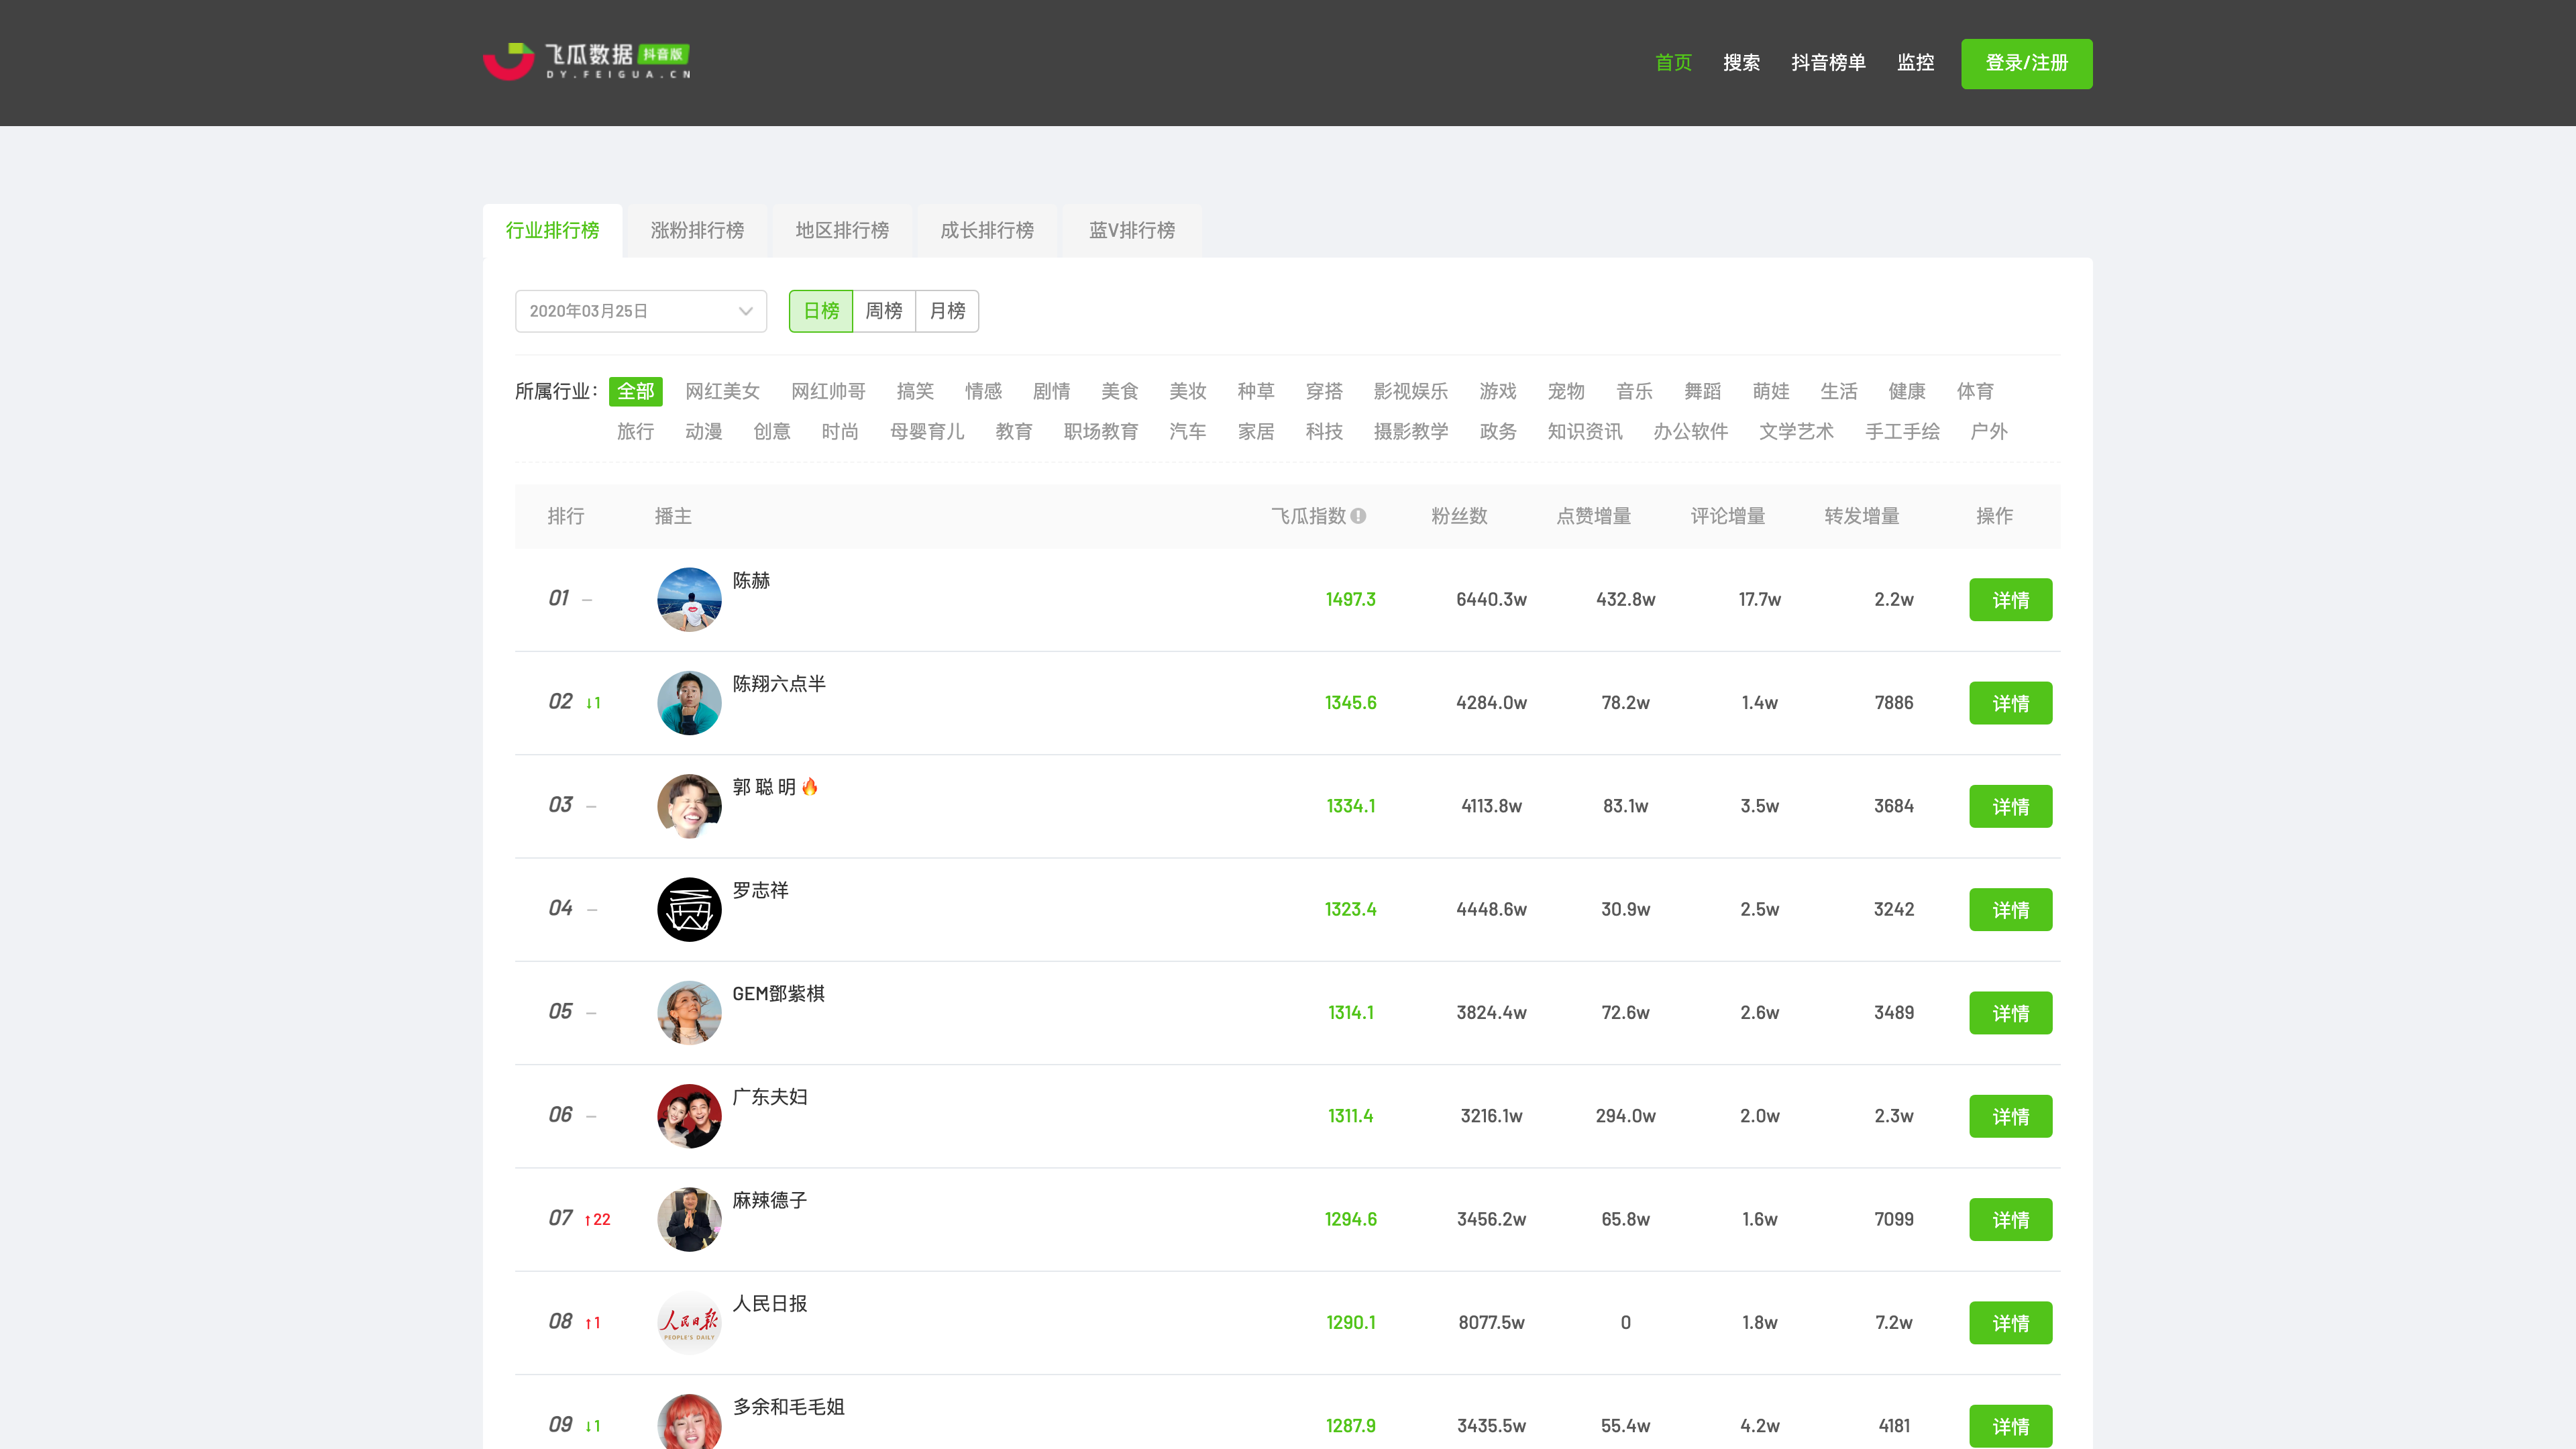 飞瓜数据 抖音版
DY.FEIGUA.CN
首页 搜索 抖音榜单 监控 登录/注册
行业排行榜 涨粉排行榜 地区排行榜 成长排行榜 蓝V排行榜
2020年03月25日 日榜 周榜 月榜
所属行业： 全部 网红美女 网红帅哥 搞笑 情感 剧情 美食 美妆 种草 穿搭 影视娱乐 游戏 宠物 音乐 舞蹈 萌娃 生活 健康 体育
旅行 动漫 创意 时尚 母婴育儿 教育 职场教育 汽车 家居 科技 摄影教学 政务 知识资讯 办公软件 文学艺术 手工手绘 户外
排行 播主 飞瓜指数 粉丝数 点赞增量 评论增量 转发增量 操作
01 – 陈赫 1497.3 6440.3w 432.8w 17.7w 2.2w 详情
02 ↓1 陈翔六点半 1345.6 4284.0w 78.2w 1.4w 7886 详情
03 – 郭 聪 明🔥 1334.1 4113.8w 83.1w 3.5w 3684 详情
04 – 罗志祥 1323.4 4448.6w 30.9w 2.5w 3242 详情
05 – GEM鄧紫棋 1314.1 3824.4w 72.6w 2.6w 3489 详情
06 – 广东夫妇 1311.4 3216.1w 294.0w 2.0w 2.3w 详情
07 ↑22 麻辣德子 1294.6 3456.2w 65.8w 1.6w 7099 详情
人民日報
PEOPLE'S DAILY
08 ↑1 人民日报 1290.1 8077.5w 0 1.8w 7.2w 详情
09 ↓1 多余和毛毛姐 1287.9 3435.5w 55.4w 4.2w 4181 详情